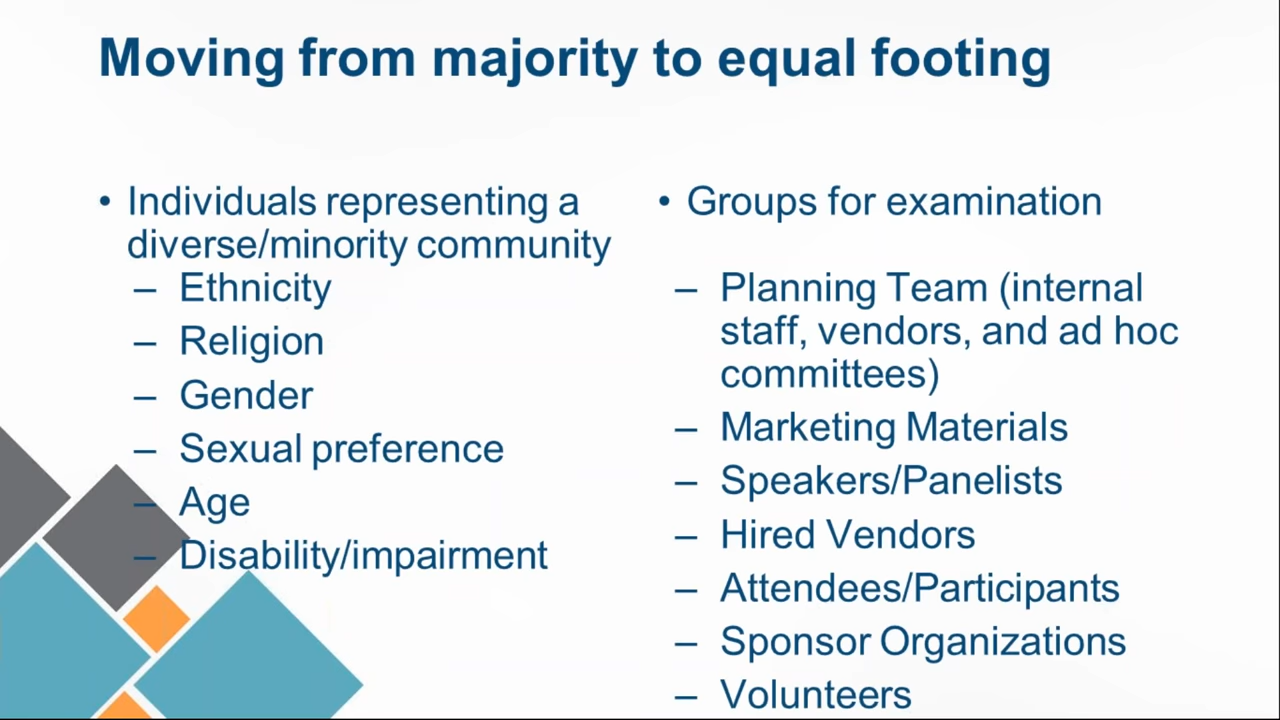 Moving from majority to equal footing
• Individuals representing a
diverse/minority community
– Ethnicity
– Religion
– Gender
– Sexual preference
– Age
– Disability/impairment
• Groups for examination
– Planning Team (internal
staff, vendors, and ad hoc
committees)
– Marketing Materials
– Speakers/Panelists
– Hired Vendors
– Attendees/Participants
– Sponsor Organizations
– Volunteers